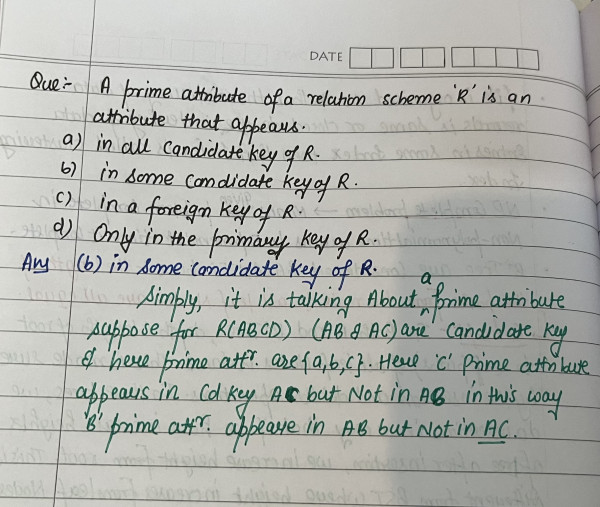 DATE
Que:- A prime attribute of a relation scheme 'R' is an
attribute that appears.
a) in all candidate key of R.
b) in some candidate key of R.
c) in a foreign key of R.
d) Only in the primary key of R.
Ans (b) in some candidate key of R.
Simply, it is talking About a prime attribute
suppose for R(ABCD) (AB & AC) are candidate key
& here prime attr. are {a,b,c}. Here 'C' Prime attribute
appears in Cd key AC but Not in AB in this way
'B' prime attr. appeare in AB but Not in AC.